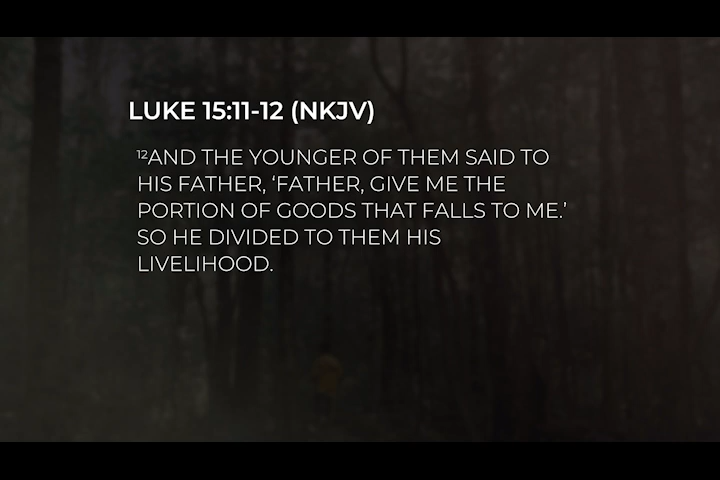 LUKE 15:11-12 (NKJV)
¹²AND THE YOUNGER OF THEM SAID TO
HIS FATHER, ‘FATHER, GIVE ME THE
PORTION OF GOODS THAT FALLS TO ME.’
SO HE DIVIDED TO THEM HIS
LIVELIHOOD.